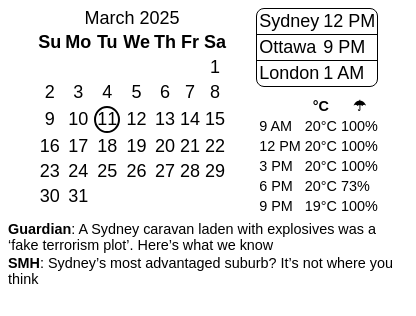 March 2025
Su Mo Tu We Th Fr Sa
1
2 3 4 5 6 7 8
9 10 11 12 13 14 15
16 17 18 19 20 21 22
23 24 25 26 27 28 29
30 31
Sydney 12 PM
Ottawa 9 PM
London 1 AM
°C ☂
9 AM 20°C 100%
12 PM 20°C 100%
3 PM 20°C 100%
6 PM 20°C 73%
9 PM 19°C 100%
Guardian: A Sydney caravan laden with explosives was a
‘fake terrorism plot’. Here’s what we know
SMH: Sydney’s most advantaged suburb? It’s not where you
think